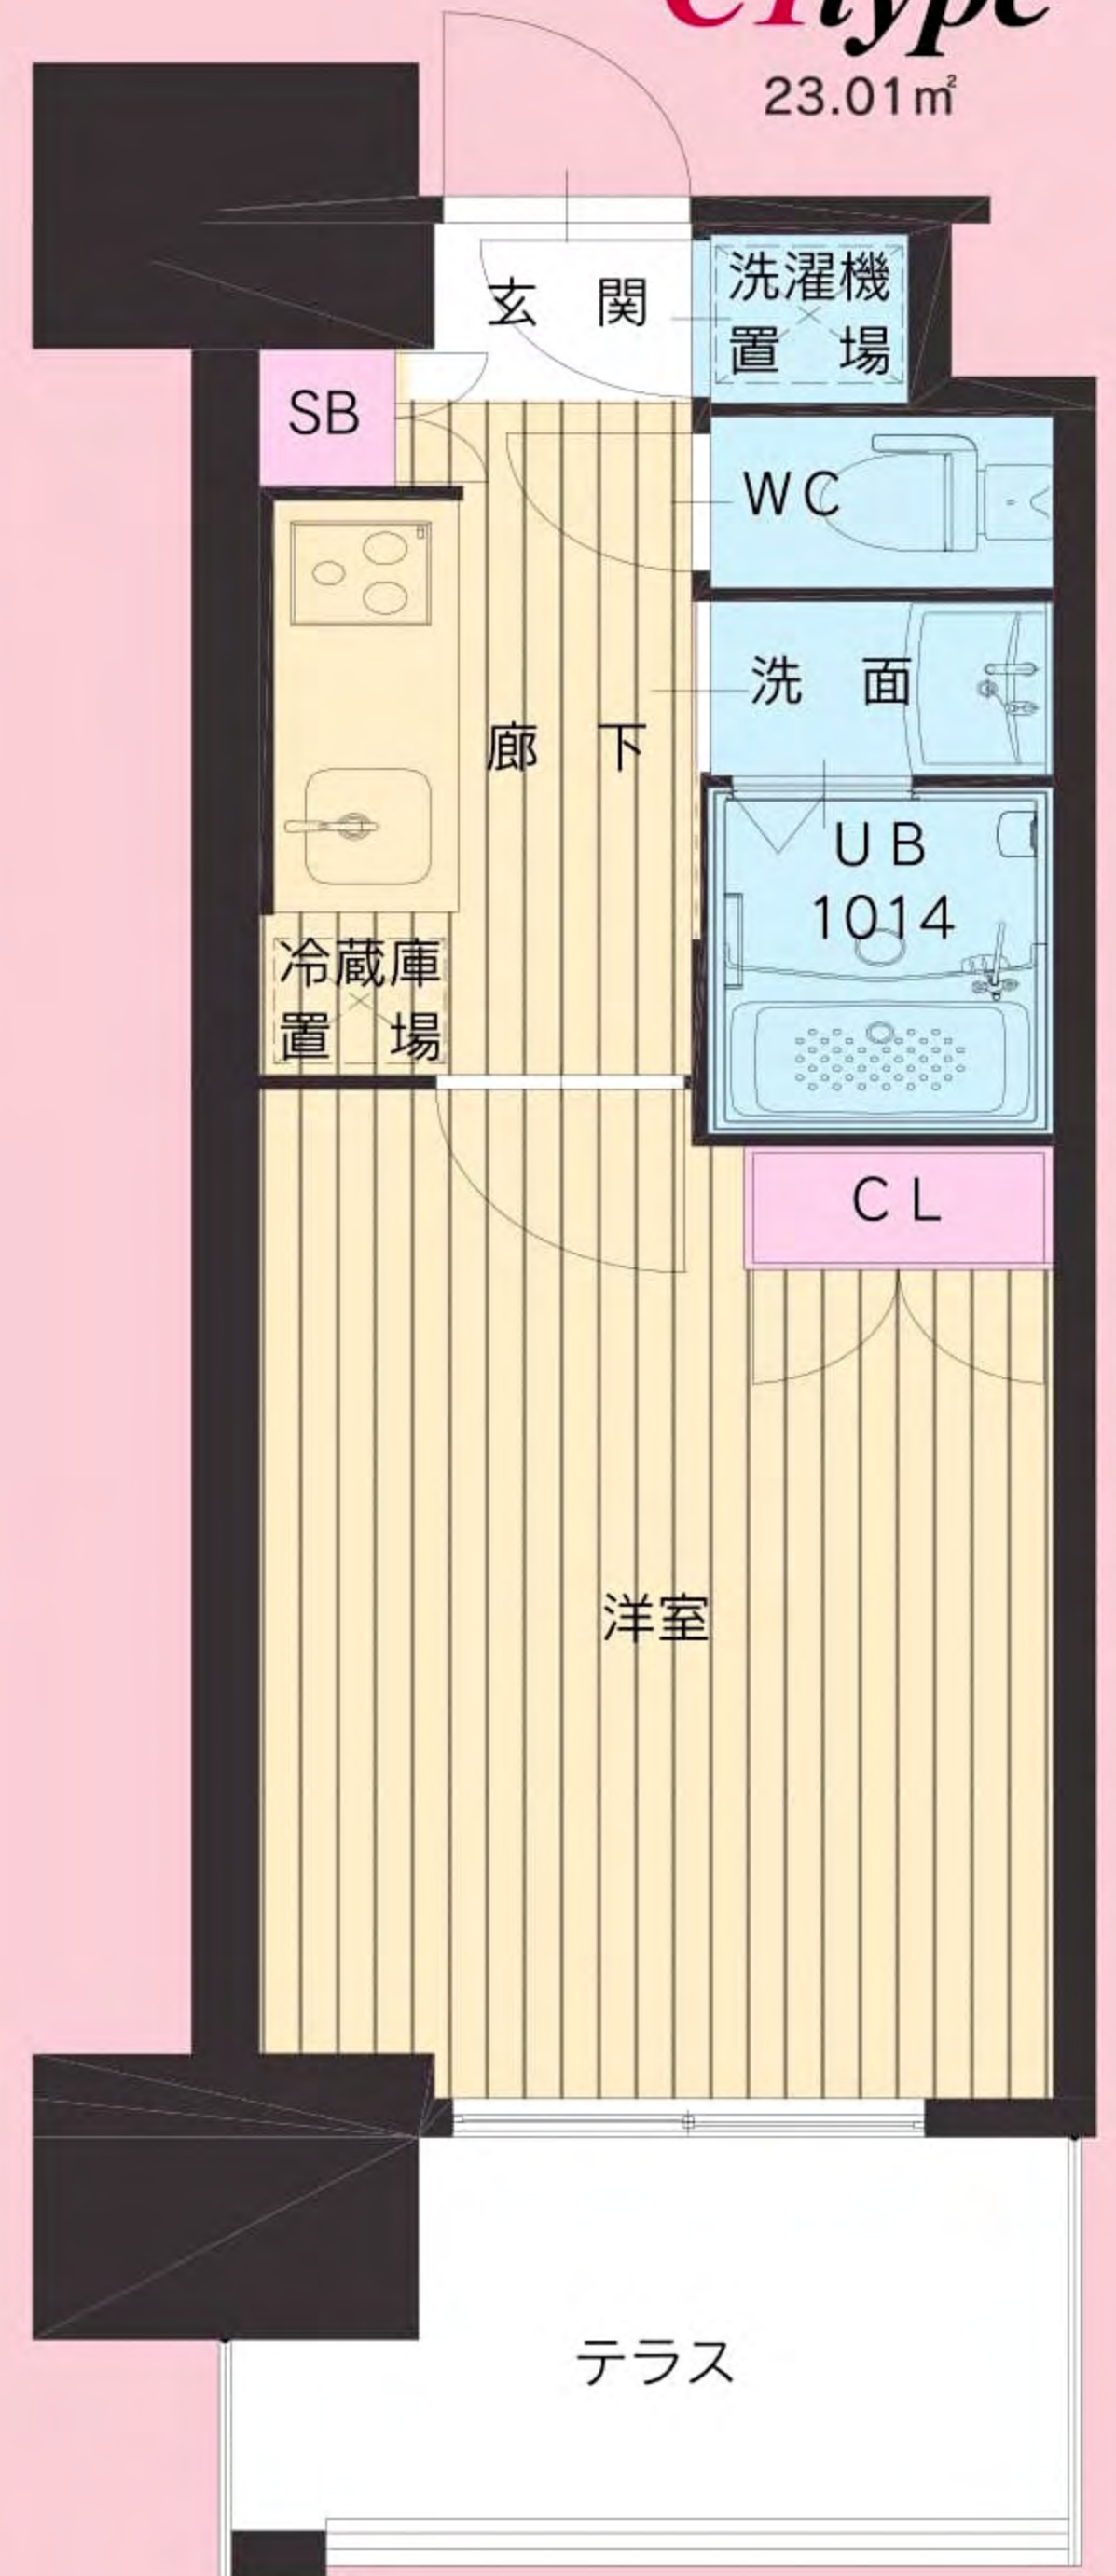 C1type
23.01㎡
玄 関
洗濯機
置 場
SB
WC
洗 面
廊 下
UB
1014
冷蔵庫
置 場
CL
洋室
テラス